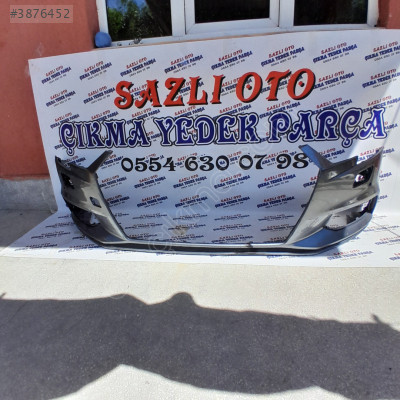 #3876452
SAZLI OTO
ÇIKMA YEDEK PARÇA
0554 630 07 98